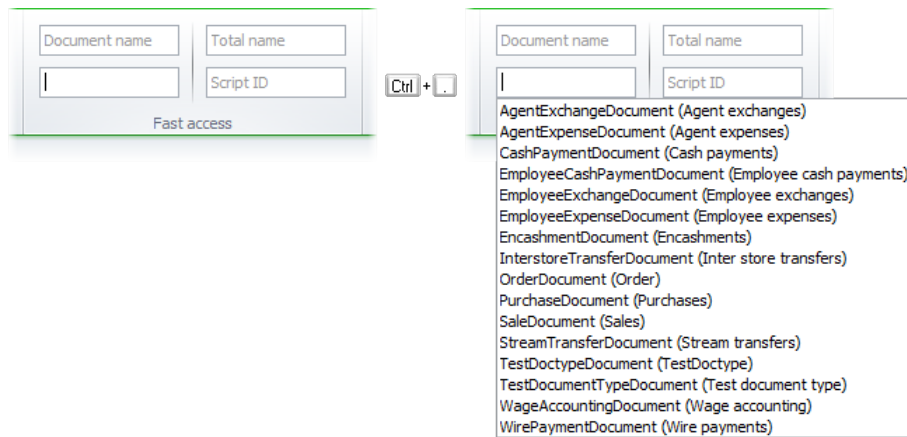 Document name
Total name
Script ID
Fast access
Ctrl + .
Document name
Total name
Script ID
AgentExchangeDocument (Agent exchanges)
AgentExpenseDocument (Agent expenses)
CashPaymentDocument (Cash payments)
EmployeeCashPaymentDocument (Employee cash payments)
EmployeeExchangeDocument (Employee exchanges)
EmployeeExpenseDocument (Employee expenses)
EncashmentDocument (Encashments)
InterstoreTransferDocument (Inter store transfers)
OrderDocument (Order)
PurchaseDocument (Purchases)
SaleDocument (Sales)
StreamTransferDocument (Stream transfers)
TestDoctypeDocument (TestDoctype)
TestDocumentTypeDocument (Test document type)
WageAccountingDocument (Wage accounting)
WirePaymentDocument (Wire payments)